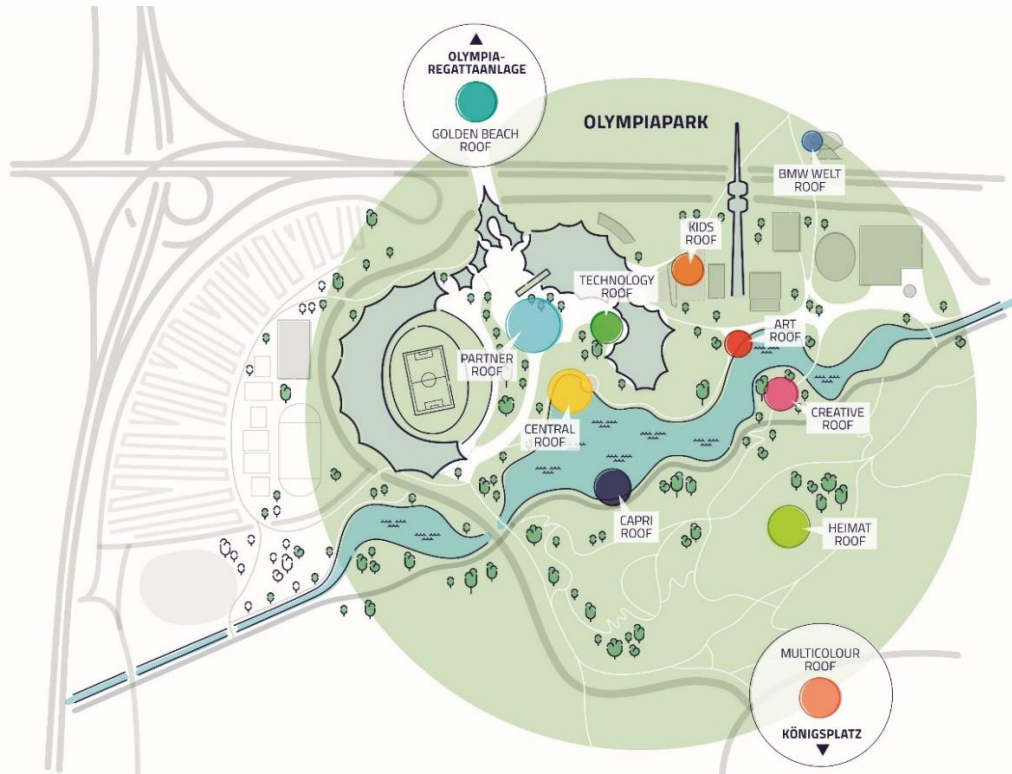 OLYMPIA-
REGATTAANLAGE
GOLDEN BEACH
ROOF
OLYMPIAPARK
BMW WELT
ROOF
KIDS
ROOF
TECHNOLOGY
ROOF
ART
ROOF
PARTNER
ROOF
CENTRAL
ROOF
CREATIVE
ROOF
CAPRI
ROOF
HEIMAT
ROOF
MULTICOLOUR
ROOF
KÖNIGSPLATZ